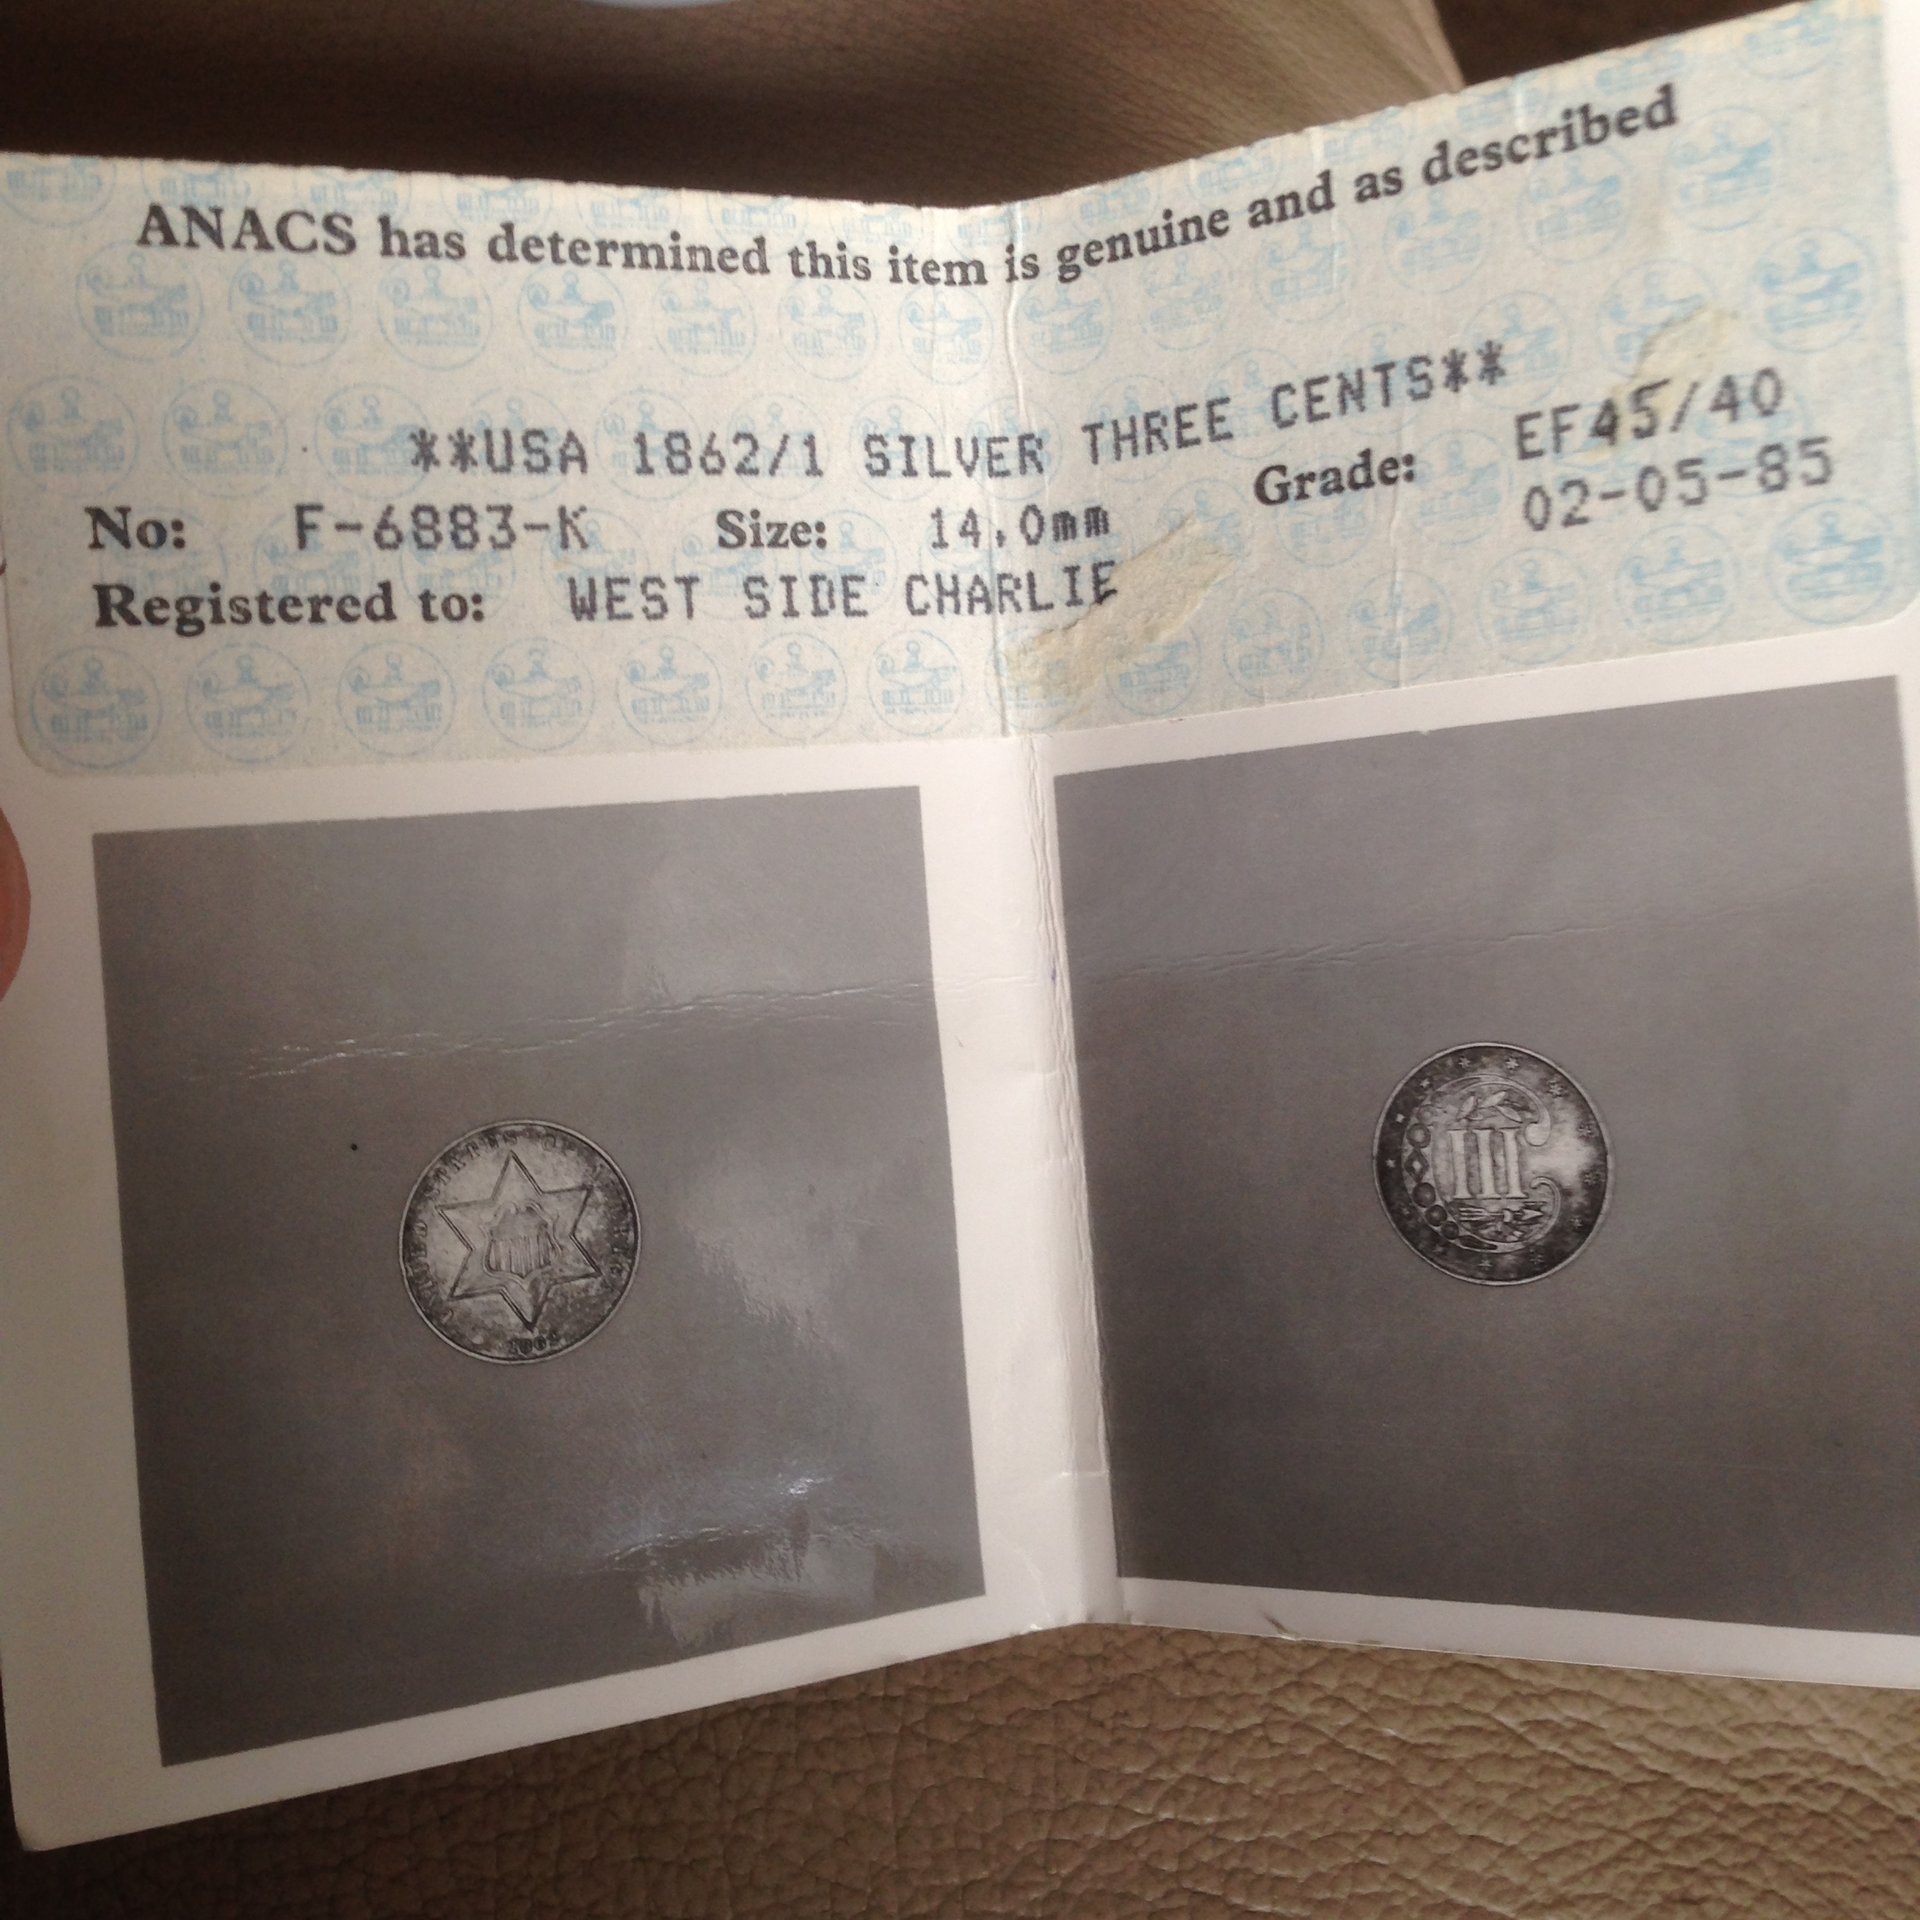 ANACS has determined this item is genuine and as described
**USA 1862/1 SILVER THREE CENTS**
No: F-6883-K Size: 14.0mm Grade: EF45/40
02-05-85
Registered to: WEST SIDE CHARLIE
III